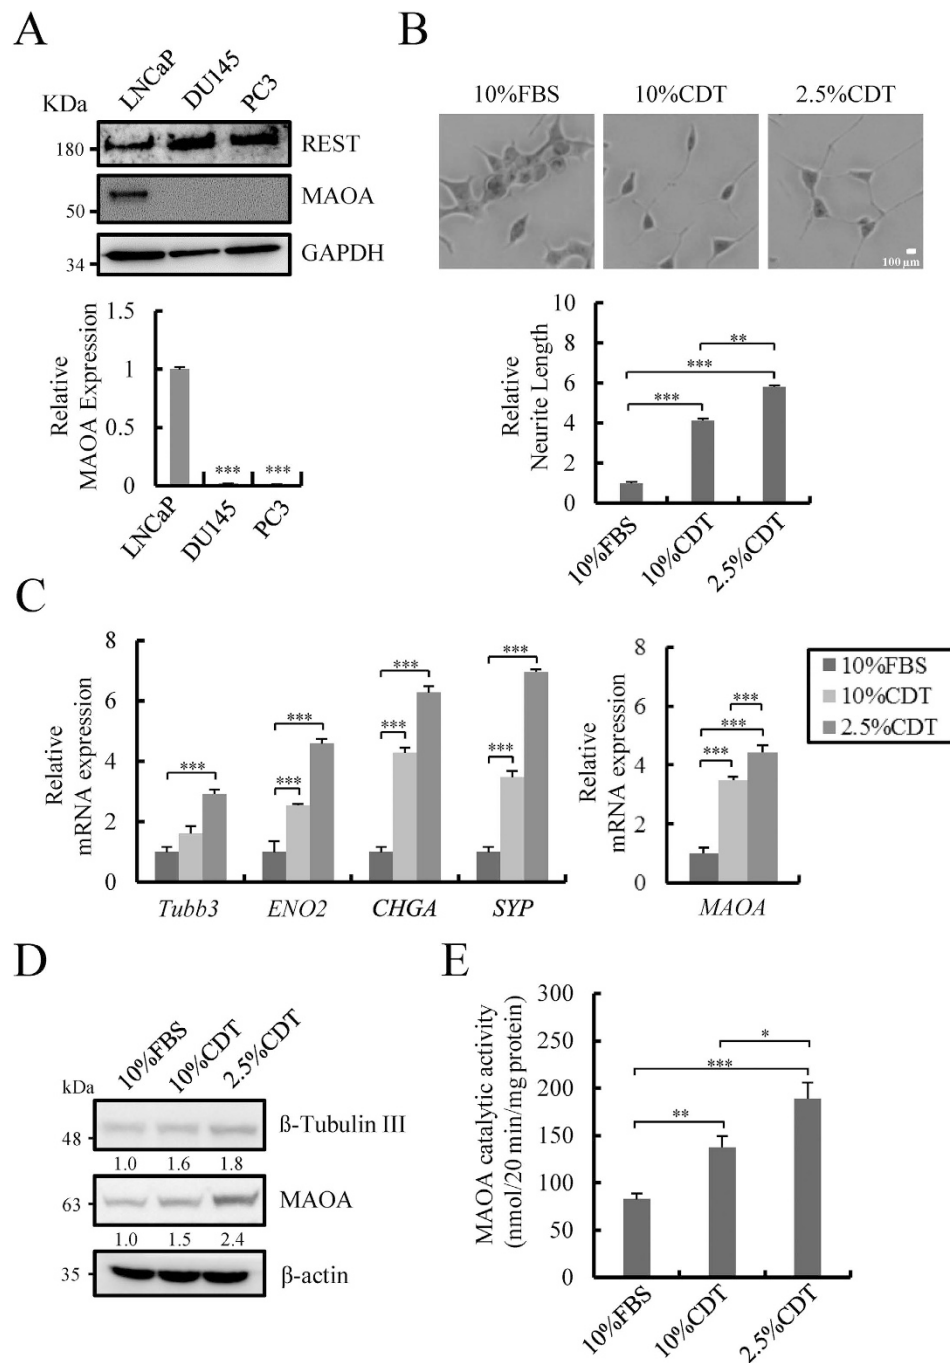 A
LNCaP DU145 PC3
KDa
180
REST
50
MAOA
34
GAPDH
Relative
MAOA Expression
1.5
1
0.5
0
*** ***
LNCaP DU145 PC3
B
10%FBS 10%CDT 2.5%CDT
100 µm
Relative
Neurite Length
10
8
6
4
2
0
**
***
***
10%FBS 10%CDT 2.5%CDT
C
Relative
mRNA expression
8
6
4
2
0
***
*** ***
*** ***
*** ***
Tubb3 ENO2 CHGA SYP
Relative
mRNA expression
8
6
4
2
0
***
***
***
MAOA
10%FBS
10%CDT
2.5%CDT
D
10%FBS 10%CDT 2.5%CDT
kDa
48
ß-Tubulin III
1.0 1.6 1.8
63
MAOA
1.0 1.5 2.4
35
β-actin
E
MAOA catalytic activity
(nmol/20 min/mg protein)
300
250
200
150
100
50
0
*
***
**
10%FBS 10%CDT 2.5%CDT